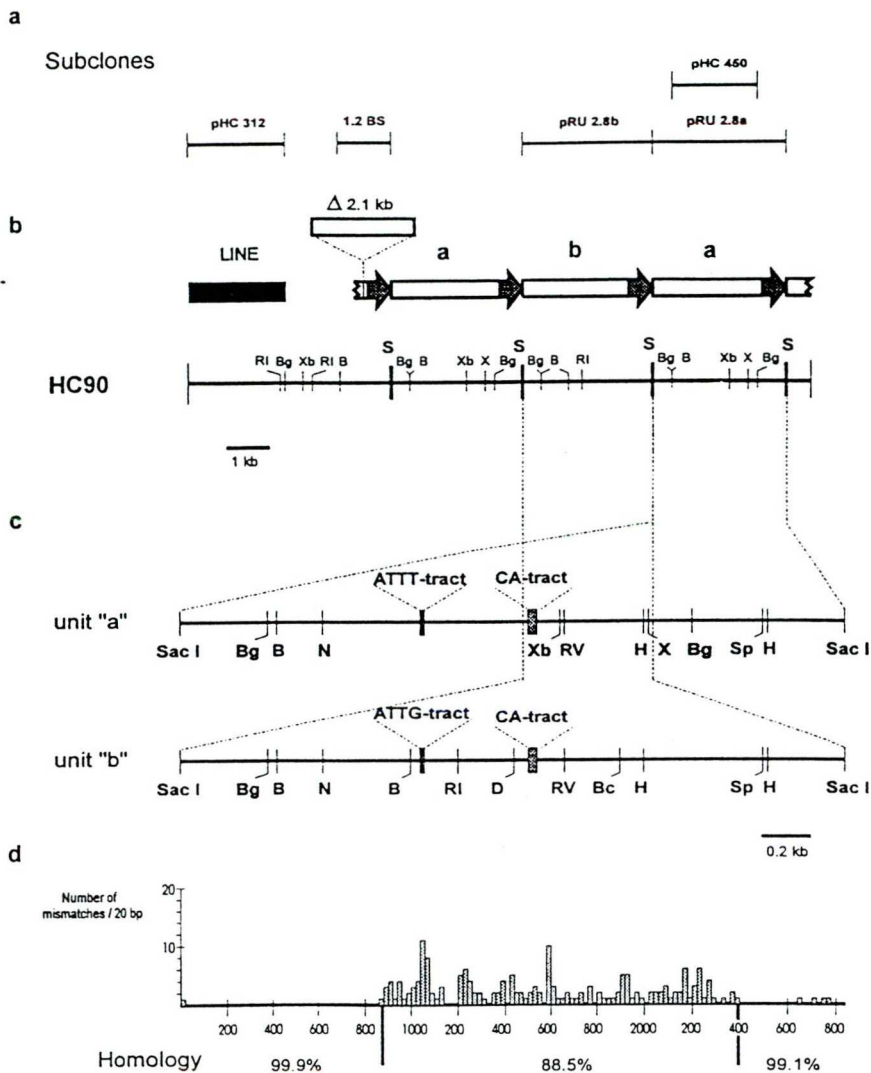 a
Subclones
pHC 450
pHC 312 1.2 BS pRU 2.8b pRU 2.8a
b
Δ 2.1 kb
LINE a b a
S S S S
RI Bg Xb RI B Bg B Xb X Bg Bg B RI Bg B Xb X Bg
HC90
1 kb
c
ATTT-tract CA-tract
unit "a"
Sac I Bg B N Xb RV H X Bg Sp H Sac I
ATTG-tract CA-tract
unit "b"
Sac I Bg B N B RI D RV Bc H Sp H Sac I
0.2 kb
d
Number of
mismatches / 20 bp
20
10
200 400 600 800 1000 200 400 600 800 2000 200 400 600 800
Homology 99.9% 88.5% 99.1%